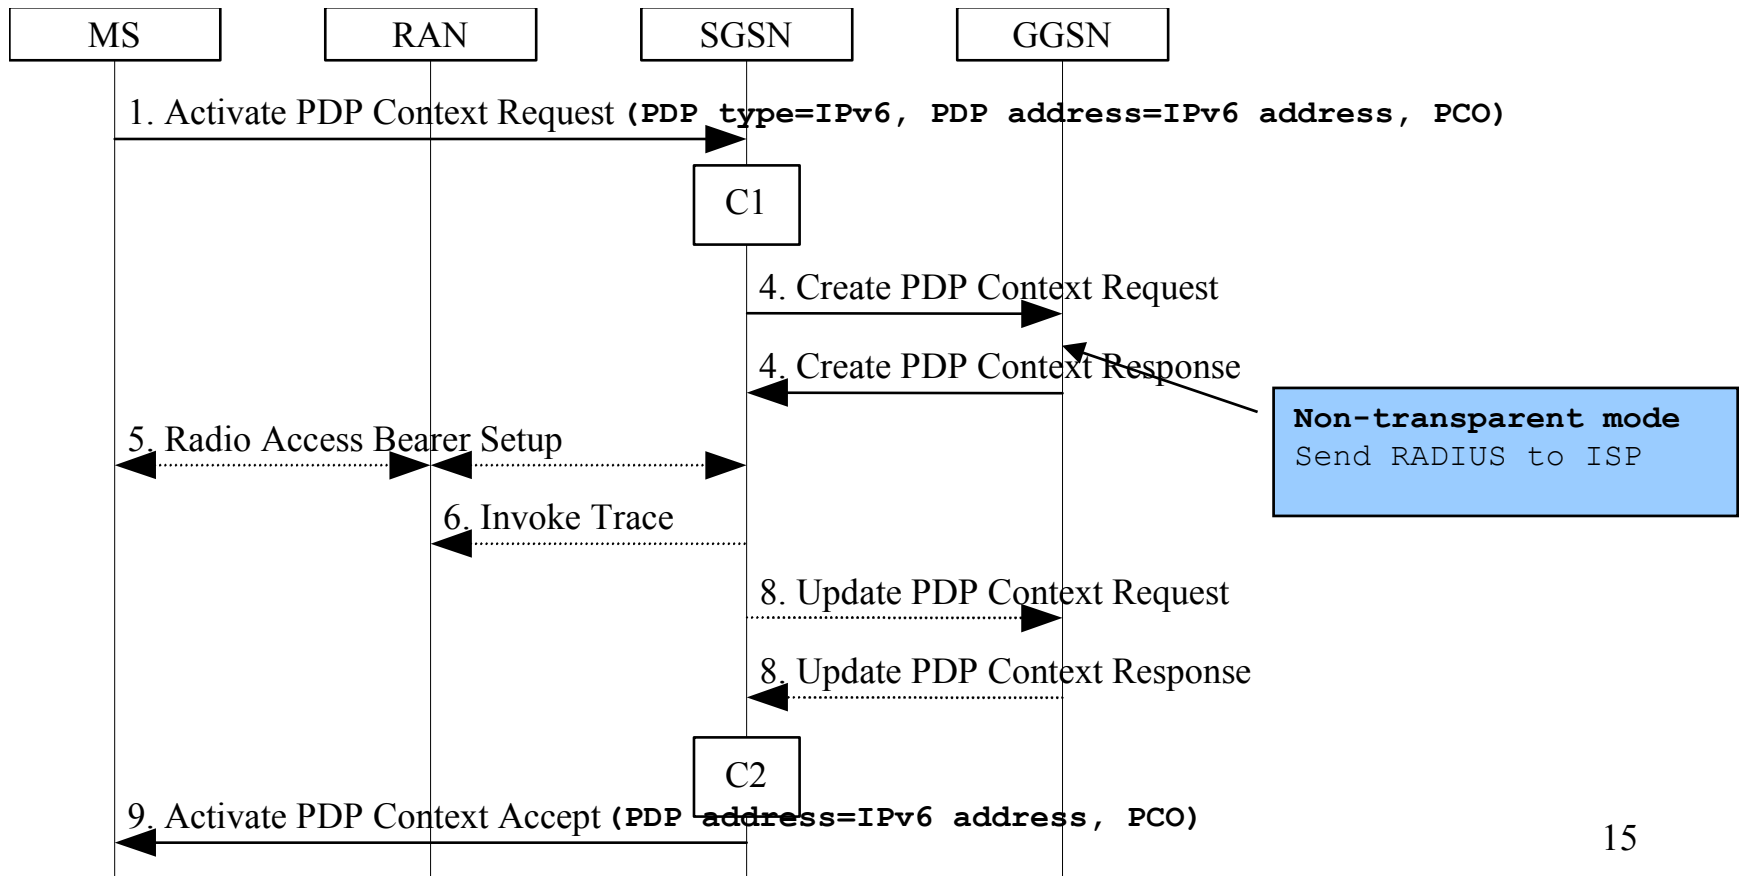 MS RAN SGSN GGSN
1. Activate PDP Context Request (PDP type=IPv6, PDP address=IPv6 address, PCO)
C1
4. Create PDP Context Request
4. Create PDP Context Response
Non-transparent mode
Send RADIUS to ISP
5. Radio Access Bearer Setup
6. Invoke Trace
8. Update PDP Context Request
8. Update PDP Context Response
C2
9. Activate PDP Context Accept (PDP address=IPv6 address, PCO)
15